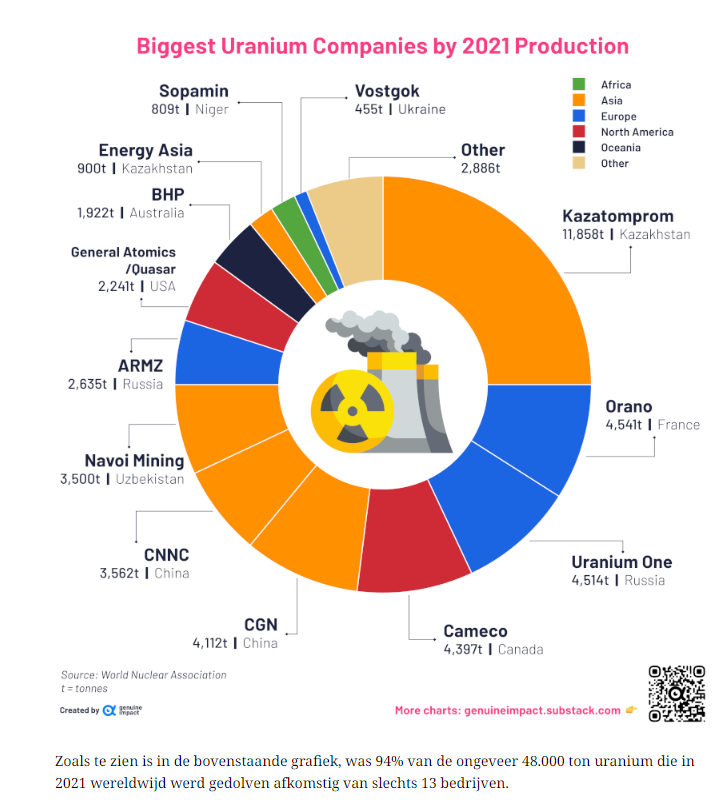 Biggest Uranium Companies by 2021 Production
Sopamin
809t | Niger
Vostgok
455t | Ukraine
Africa
Asia
Europe
North America
Oceania
Other
Energy Asia
900t | Kazakhstan
Other
2,886t
BHP
1,922t | Australia
Kazatomprom
11,858t | Kazakhstan
General Atomics
/Quasar
2,241t | USA
ARMZ
2,635t | Russia
Orano
4,541t | France
Navoi Mining
3,500t | Uzbekistan
CNNC
3,562t | China
Uranium One
4,514t | Russia
CGN
4,112t | China
Cameco
4,397t | Canada
Source: World Nuclear Association
t = tonnes
Created by genuine
impact
More charts: genuineimpact.substack.com 👉
Zoals te zien is in de bovenstaande grafiek, was 94% van de ongeveer 48.000 ton uranium die in
2021 wereldwijd werd gedolven afkomstig van slechts 13 bedrijven.